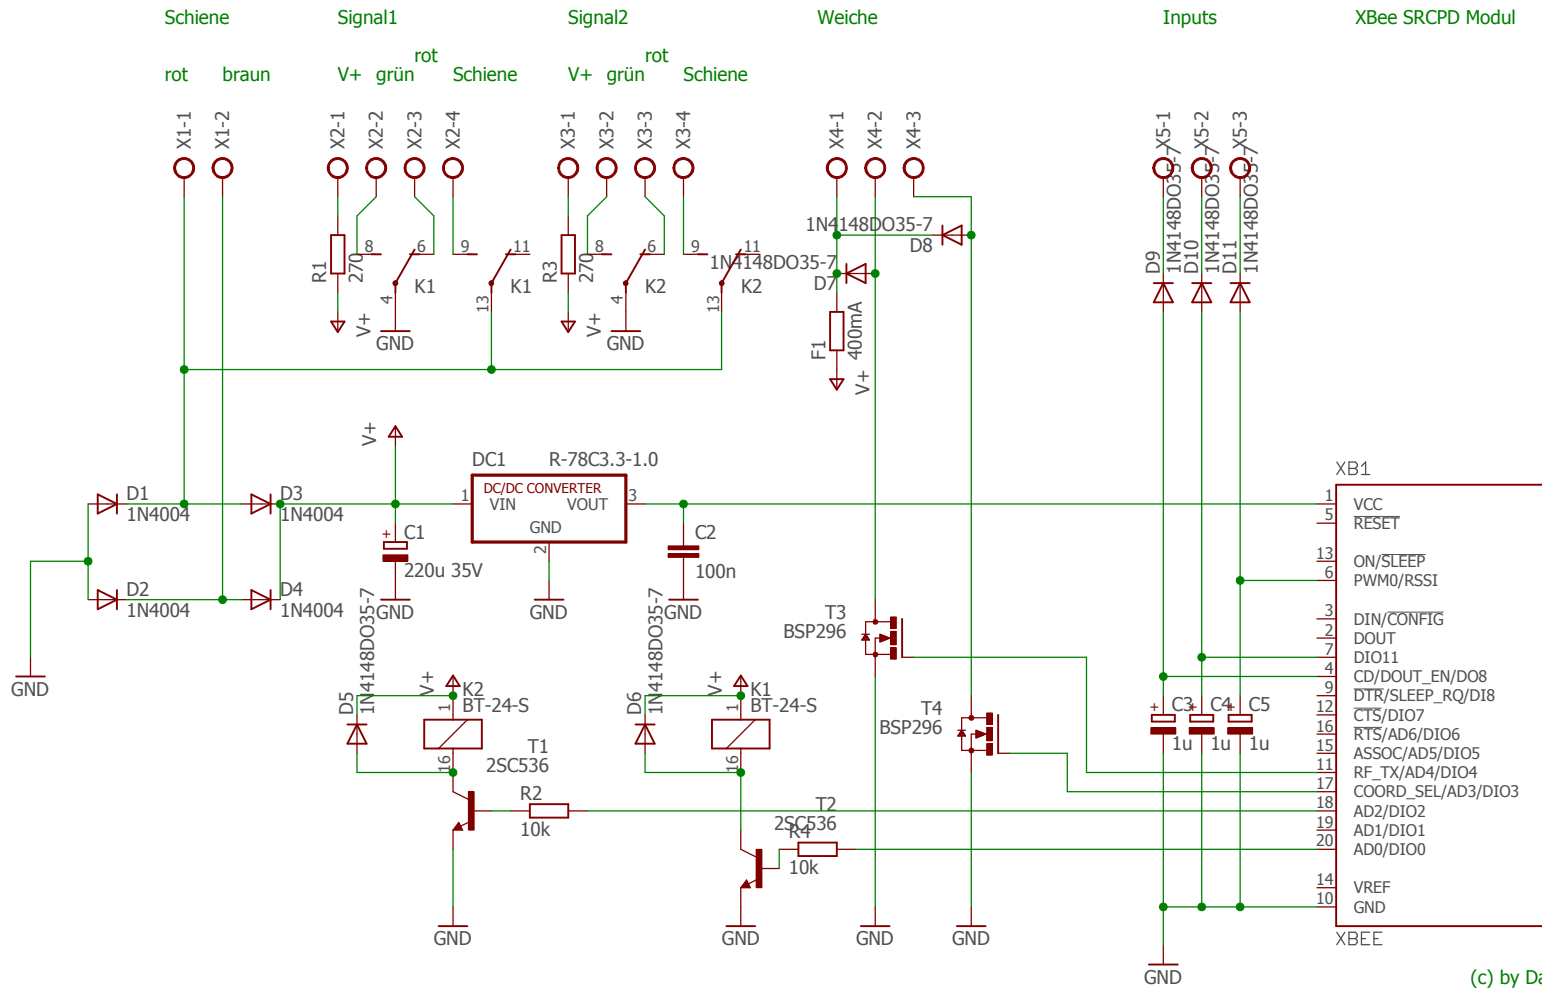 Schiene
Signal1
Signal2
Weiche
Inputs
XBee SRCPD Modul
rot
braun
V+
grün
rot
Schiene
V+
grün
rot
Schiene
X1-1
X1-2
X2-1
X2-2
X2-3
X2-4
X3-1
X3-2
X3-3
X3-4
X4-1
X4-2
X4-3
X5-1
X5-2
X5-3
R1
270
8
6
4
K1
9
11
13
K1
V+
GND
R3
270
8
6
4
K2
9
11
13
K2
V+
GND
1N4148DO35-7
D8
1N4148DO35-7
D7
F1
400mA
V+
D9
1N4148DO35-7
D10
1N4148DO35-7
D11
1N4148DO35-7
V+
DC1
R-78C3.3-1.0
DC/DC CONVERTER
1
VIN
VOUT
3
GND
2
GND
D1
1N4004
D3
1N4004
D2
1N4004
D4
1N4004
GND
+
C1
220u 35V
GND
C2
100n
GND
D5
1N4148DO35-7
V+
K2
BT-24-S
1
16
T1
2SC536
R2
10k
GND
D6
1N4148DO35-7
V+
K1
BT-24-S
1
16
T2
2SC536
R4
10k
GND
T3
BSP296
GND
T4
BSP296
GND
+
C3
1u
+
C4
1u
+
C5
1u
GND
XB1
1 VCC
5 RESET
13 ON/SLEEP
6 PWM0/RSSI
3 DIN/CONFIG
2 DOUT
7 DIO11
4 CD/DOUT_EN/DO8
9 DTR/SLEEP_RQ/DI8
12 CTS/DIO7
16 RTS/AD6/DIO6
15 ASSOC/AD5/DIO5
11 RF_TX/AD4/DIO4
17 COORD_SEL/AD3/DIO3
18 AD2/DIO2
19 AD1/DIO1
20 AD0/DIO0
14 VREF
10 GND
XBEE
(c) by Da